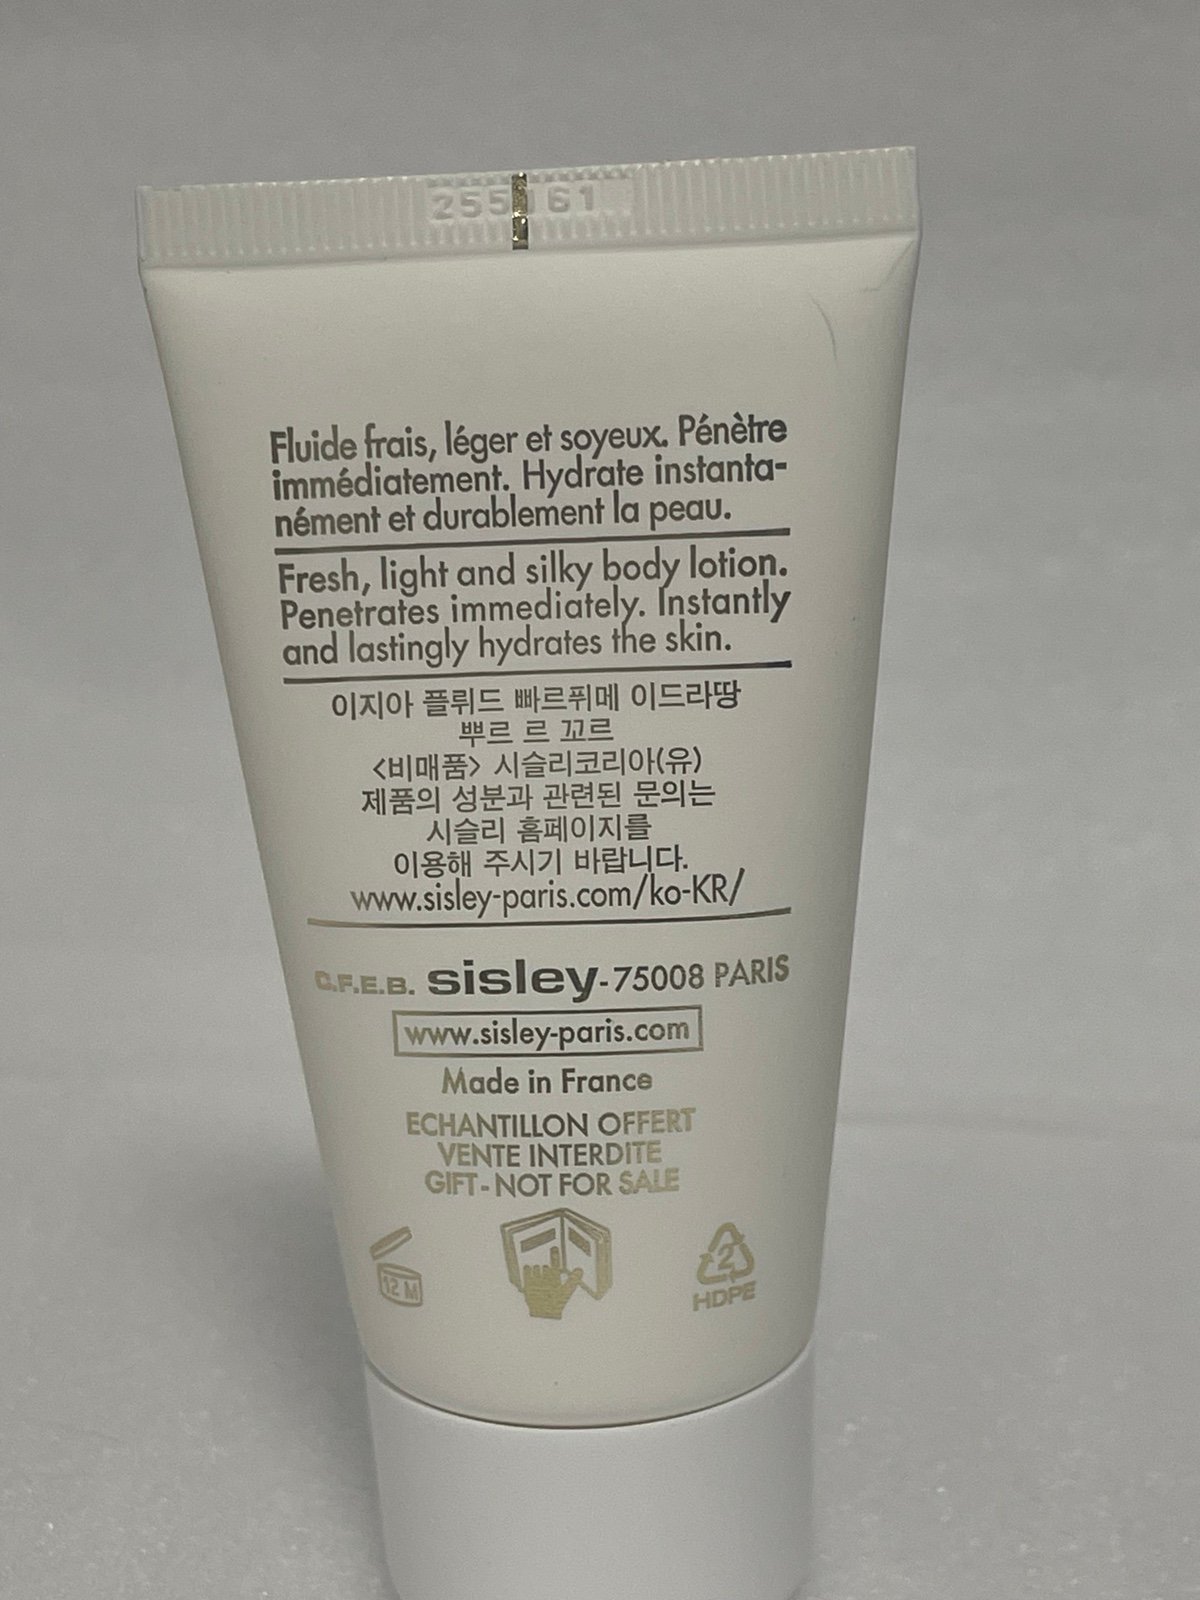 Fluide frais, léger et soyeux. Pénètre
immédiatement. Hydrate instanta-
nément et durablement la peau.
Fresh, light and silky body lotion.
Penetrates immediately. Instantly
and lastingly hydrates the skin.
이지아 플뤼드 빠르퓌메 이드라땅
뿌르 르 꼬르
<비매품> 시슬리코리아(유)
제품의 성분과 관련된 문의는
시슬리 홈페이지를
이용해 주시기 바랍니다.
www.sisley-paris.com/ko-KR/
C.F.E.B. sisley-75008 PARIS
www.sisley-paris.com
Made in France
ECHANTILLON OFFERT
VENTE INTERDITE
GIFT-NOT FOR SALE
12 M
2
HDPE